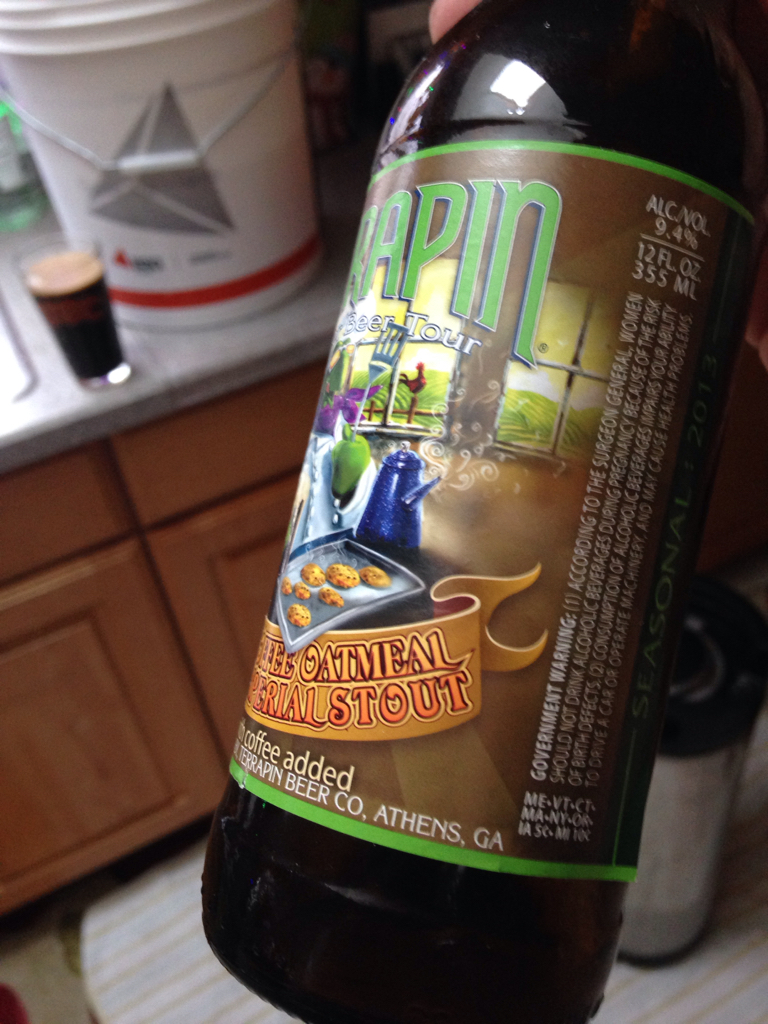 RAPIN®
Beer Tour
ALC/VOL.
9.4%
12 FL. OZ.
355 ML
FEE OATMEAL
PERIAL STOUT
coffee added
TERRAPIN BEER CO, ATHENS, GA
GOVERNMENT WARNING: (1) ACCORDING TO THE SURGEON GENERAL, WOMEN
SHOULD NOT DRINK ALCOHOLIC BEVERAGES DURING PREGNANCY BECAUSE OF THE RISK
OF BIRTH DEFECTS. (2) CONSUMPTION OF ALCOHOLIC BEVERAGES IMPAIRS YOUR ABILITY
TO DRIVE A CAR OR OPERATE MACHINERY, AND MAY CAUSE HEALTH PROBLEMS.
ME•VT•CT•
MA•NY•OR•
IA 5¢•MI 10¢
SEASONAL : 2013